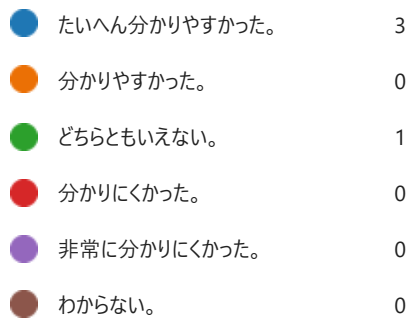 たいへん分かりやすかった。 3
分かりやすかった。 0
どちらともいえない。 1
分かりにくかった。 0
非常に分かりにくかった。 0
わからない。 0